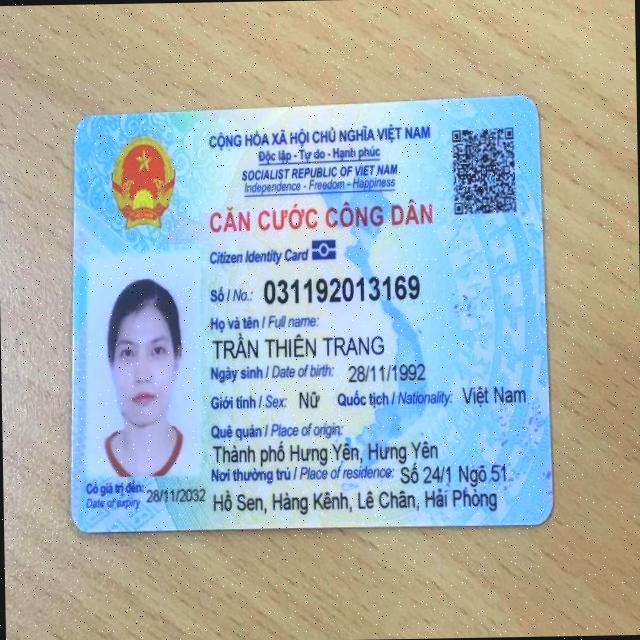 CỘNG HÒA XÃ HỘI CHỦ NGHĨA VIỆT NAM
Độc lập - Tự do - Hạnh phúc
SOCIALIST REPUBLIC OF VIET NAM
Independence - Freedom - Happiness
CĂN CƯỚC CÔNG DÂN
Citizen Identity Card
Số / No.: 031192013169
Họ và tên / Full name:
TRẦN THIÊN TRANG
Ngày sinh / Date of birth: 28/11/1992
Giới tính / Sex: Nữ Quốc tịch / Nationality: Việt Nam
Quê quán / Place of origin:
Thành phố Hưng Yên, Hưng Yên
Nơi thường trú / Place of residence: Số 24/1 Ngõ 51
Hồ Sen, Hàng Kênh, Lê Chân, Hải Phòng
Có giá trị đến: 28/11/2032
Date of expiry